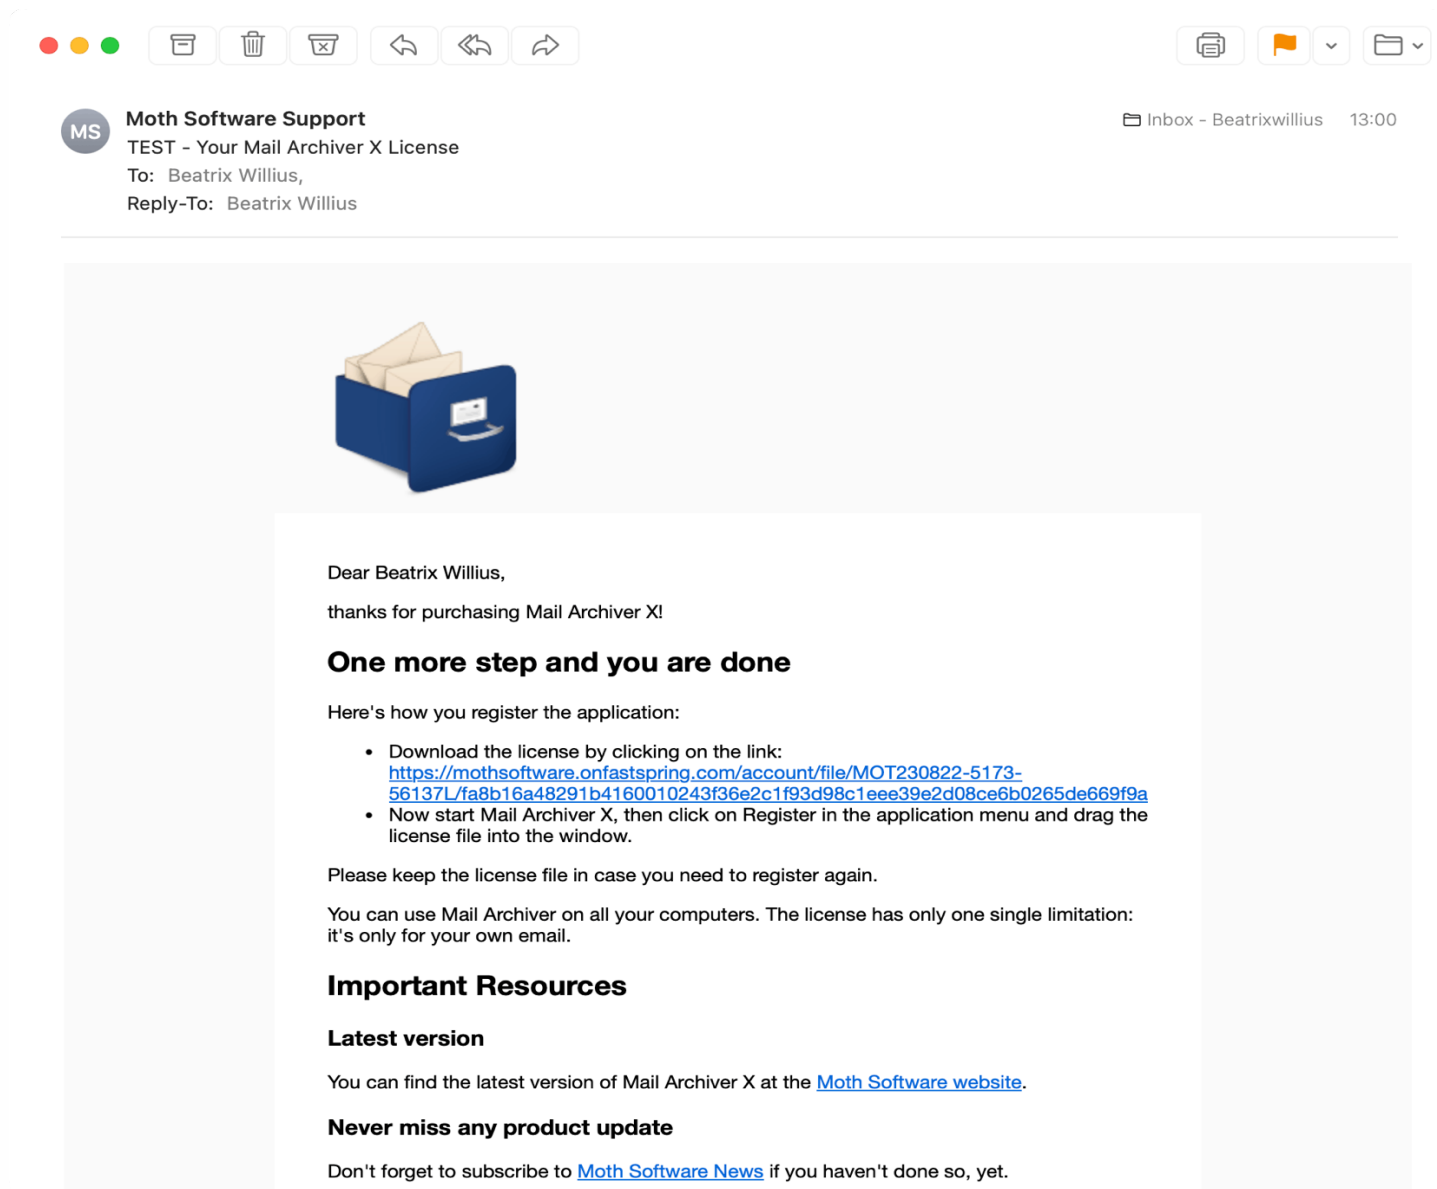 MS
Moth Software Support
Inbox - Beatrixwillius 13:00
TEST - Your Mail Archiver X License
To: Beatrix Willius,
Reply-To: Beatrix Willius
Dear Beatrix Willius,
thanks for purchasing Mail Archiver X!
One more step and you are done
Here's how you register the application:
• Download the license by clicking on the link:
https://mothsoftware.onfastspring.com/account/file/MOT230822-5173-
56137L/fa8b16a48291b4160010243f36e2c1f93d98c1eee39e2d08ce6b0265de669f9a
• Now start Mail Archiver X, then click on Register in the application menu and drag the
license file into the window.
Please keep the license file in case you need to register again.
You can use Mail Archiver on all your computers. The license has only one single limitation:
it's only for your own email.
Important Resources
Latest version
You can find the latest version of Mail Archiver X at the Moth Software website.
Never miss any product update
Don't forget to subscribe to Moth Software News if you haven't done so, yet.